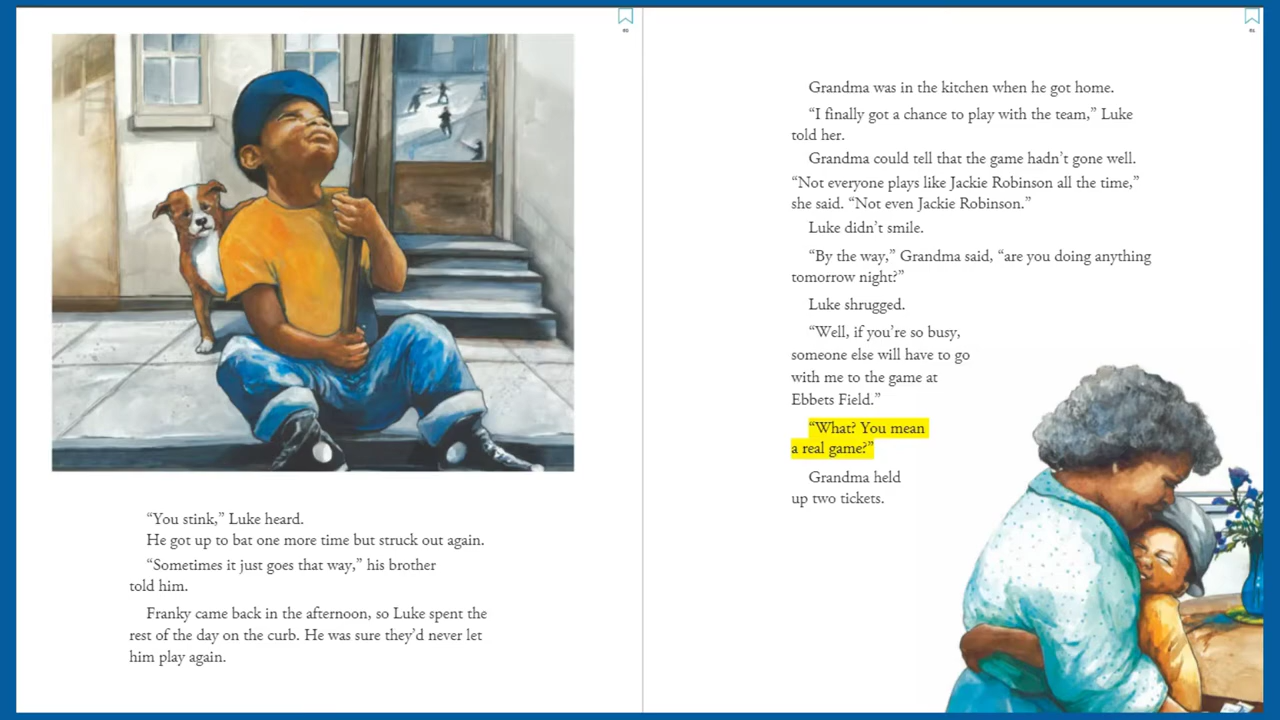 “You stink,” Luke heard.
He got up to bat one more time but struck out again.
“Sometimes it just goes that way,” his brother
told him.
Franky came back in the afternoon, so Luke spent the
rest of the day on the curb. He was sure they’d never let
him play again.
Grandma was in the kitchen when he got home.
“I finally got a chance to play with the team,” Luke
told her.
Grandma could tell that the game hadn’t gone well.
“Not everyone plays like Jackie Robinson all the time,”
she said. “Not even Jackie Robinson.”
Luke didn’t smile.
“By the way,” Grandma said, “are you doing anything
tomorrow night?”
Luke shrugged.
“Well, if you’re so busy,
someone else will have to go
with me to the game at
Ebbets Field.”
“What? You mean
a real game?”
Grandma held
up two tickets.